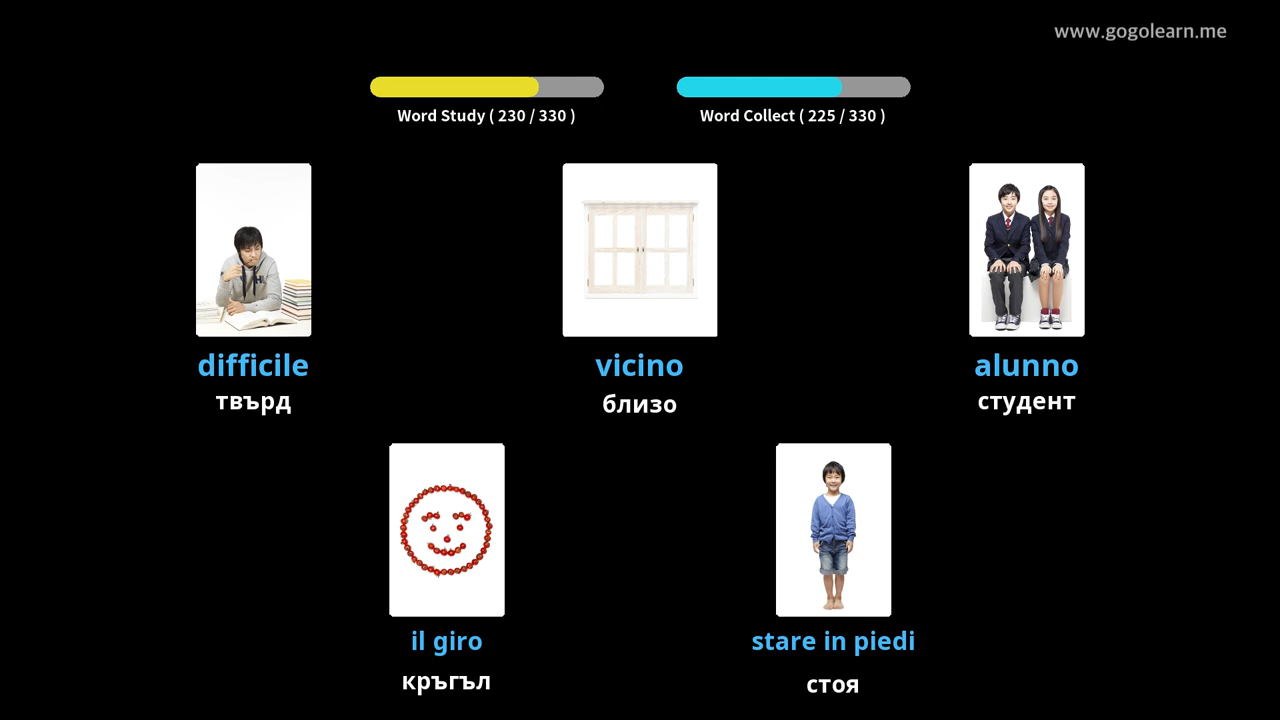 www.gogolearn.me
Word Study ( 230 / 330 )
Word Collect ( 225 / 330 )
difficile
твърд
vicino
близо
alunno
студент
il giro
кръгъл
stare in piedi
стоя